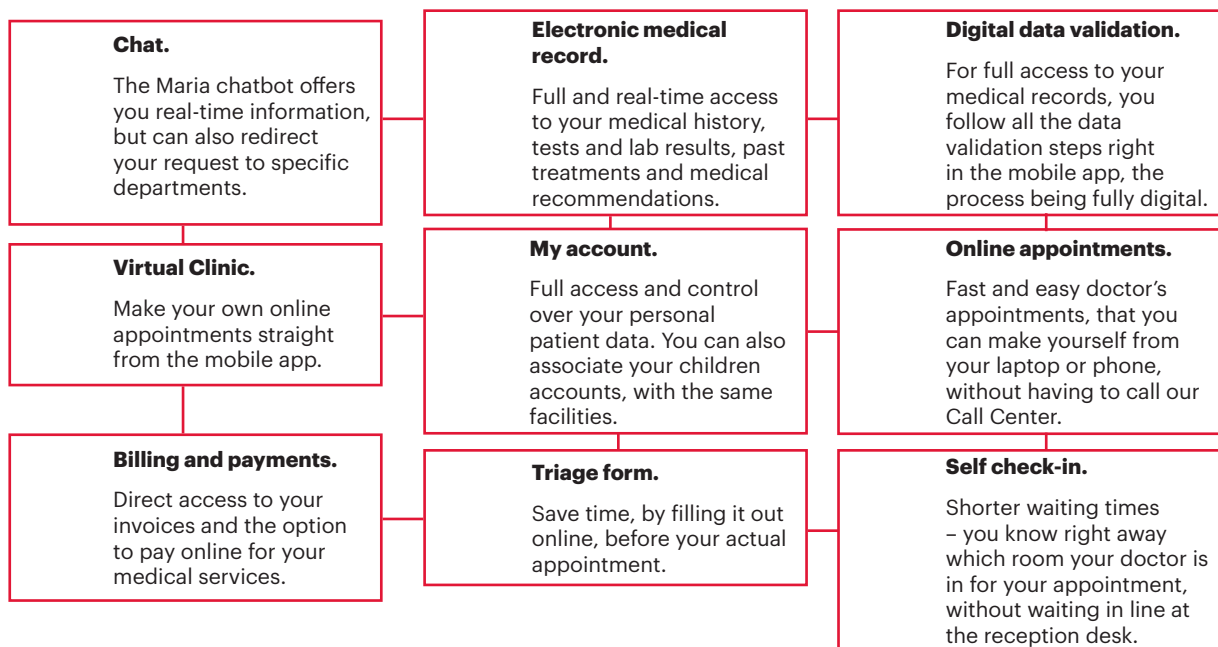 Chat.
The Maria chatbot offers
you real-time information,
but can also redirect
your request to specific
departments.
Electronic medical
record.
Full and real-time access
to your medical history,
tests and lab results, past
treatments and medical
recommendations.
Digital data validation.
For full access to your
medical records, you
follow all the data
validation steps right
in the mobile app, the
process being fully digital.
Virtual Clinic.
Make your own online
appointments straight
from the mobile app.
My account.
Full access and control
over your personal
patient data. You can also
associate your children
accounts, with the same
facilities.
Online appointments.
Fast and easy doctor’s
appointments, that you
can make yourself from
your laptop or phone,
without having to call our
Call Center.
Billing and payments.
Direct access to your
invoices and the option
to pay online for your
medical services.
Triage form.
Save time, by filling it out
online, before your actual
appointment.
Self check-in.
Shorter waiting times
– you know right away
which room your doctor is
in for your appointment,
without waiting in line at
the reception desk.